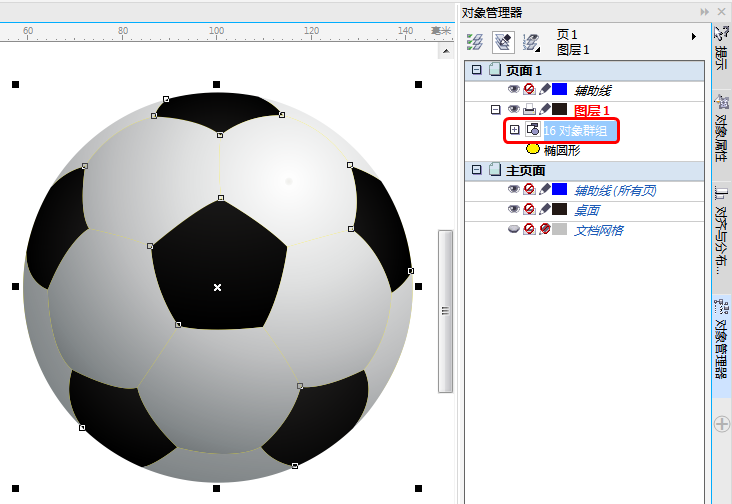 对象管理器
60 80 100 120 140 毫米
页1
图层1
页面 1
辅助线
图层1
16 对象群组
椭圆形
主页面
辅助线 (所有页)
桌面
文档网格
提示
对象属性
对齐与分布...
对象管理器